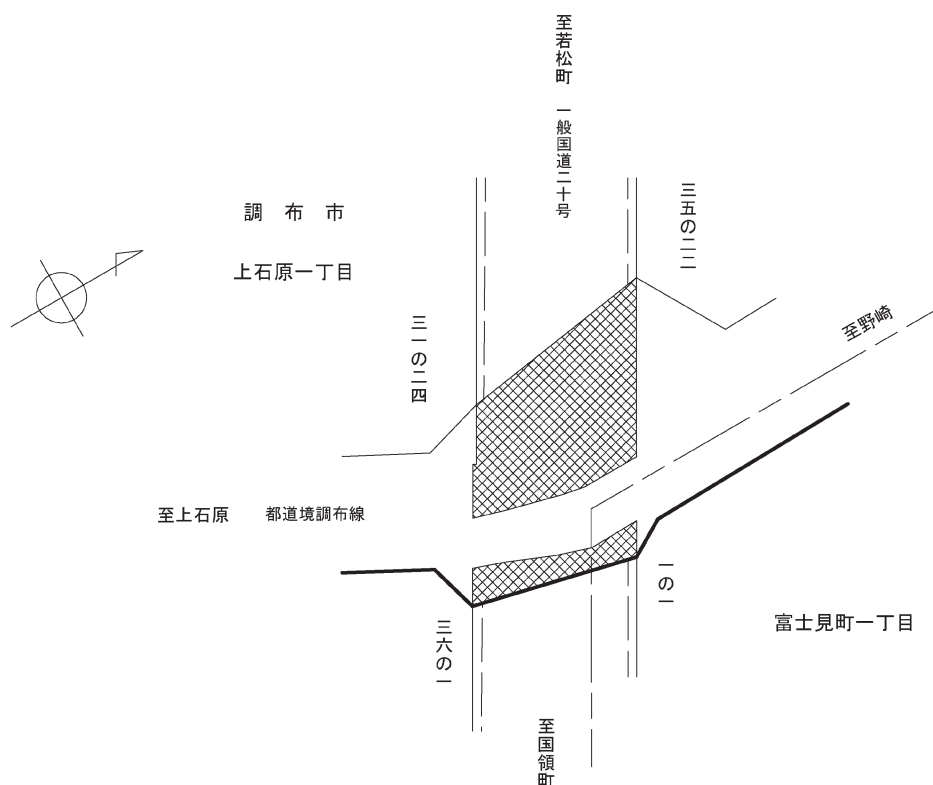 至若松町　一般国道二十号
三五の二二
調　布　市
上石原一丁目
三一の二四
至野崎
至上石原　都道境調布線
一の一
富士見町一丁目
三六の一
至国領町